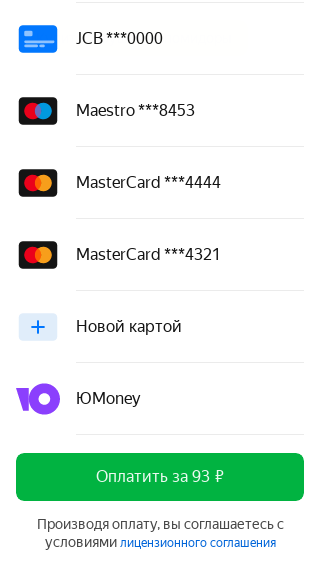 JCB ***0000
Maestro ***8453
MasterCard ***4444
MasterCard ***4321
Новой картой
ЮMoney
Оплатить за 93 ₽
Производя оплату, вы соглашаетесь с
условиями лицензионного соглашения